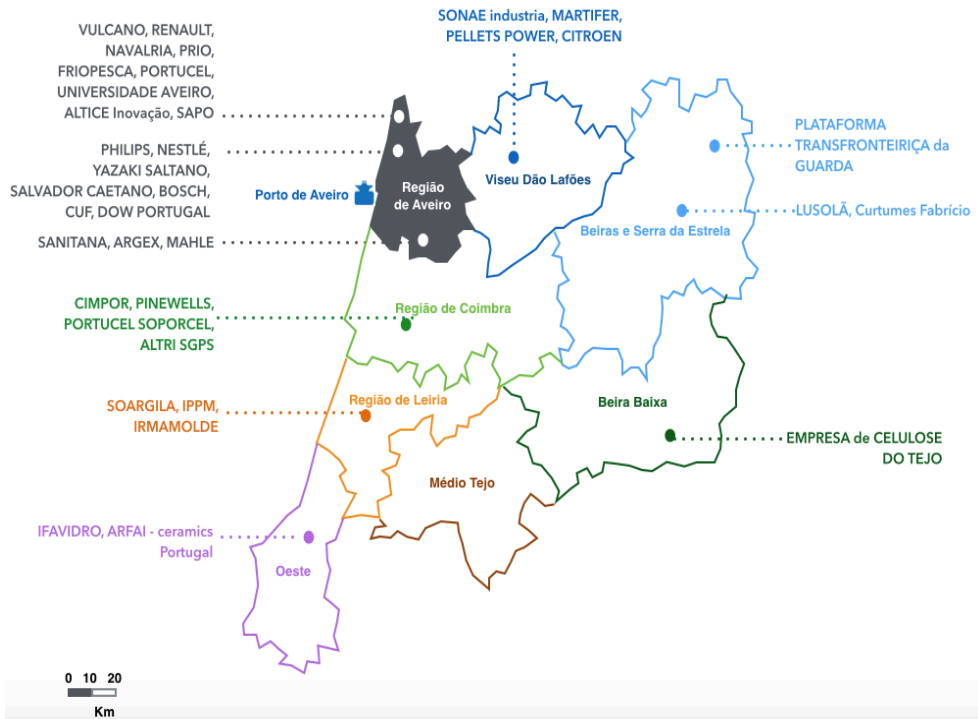 SONAE industria, MARTIFER,
PELLETS POWER, CITROEN
VULCANO, RENAULT,
NAVALRIA, PRIO,
FRIOPESCA, PORTUCEL,
UNIVERSIDADE AVEIRO,
ALTICE Inovação, SAPO
PHILIPS, NESTLÉ,
YAZAKI SALTANO,
SALVADOR CAETANO, BOSCH,
CUF, DOW PORTUGAL
SANITANA, ARGEX, MAHLE
Porto de Aveiro
Região
de Aveiro
Viseu Dão Lafões
PLATAFORMA
TRANSFRONTEIRIÇA da
GUARDA
LUSOLÃ, Curtumes Fabrício
Beiras e Serra da Estrela
CIMPOR, PINEWELLS,
PORTUCEL SOPORCEL,
ALTRI SGPS
Região de Coimbra
SOARGILA, IPPM,
IRMAMOLDE
Região de Leiria
Beira Baixa
EMPRESA de CELULOSE
DO TEJO
Médio Tejo
IFAVIDRO, ARFAI - ceramics
Portugal
Oeste
0 10 20
Km